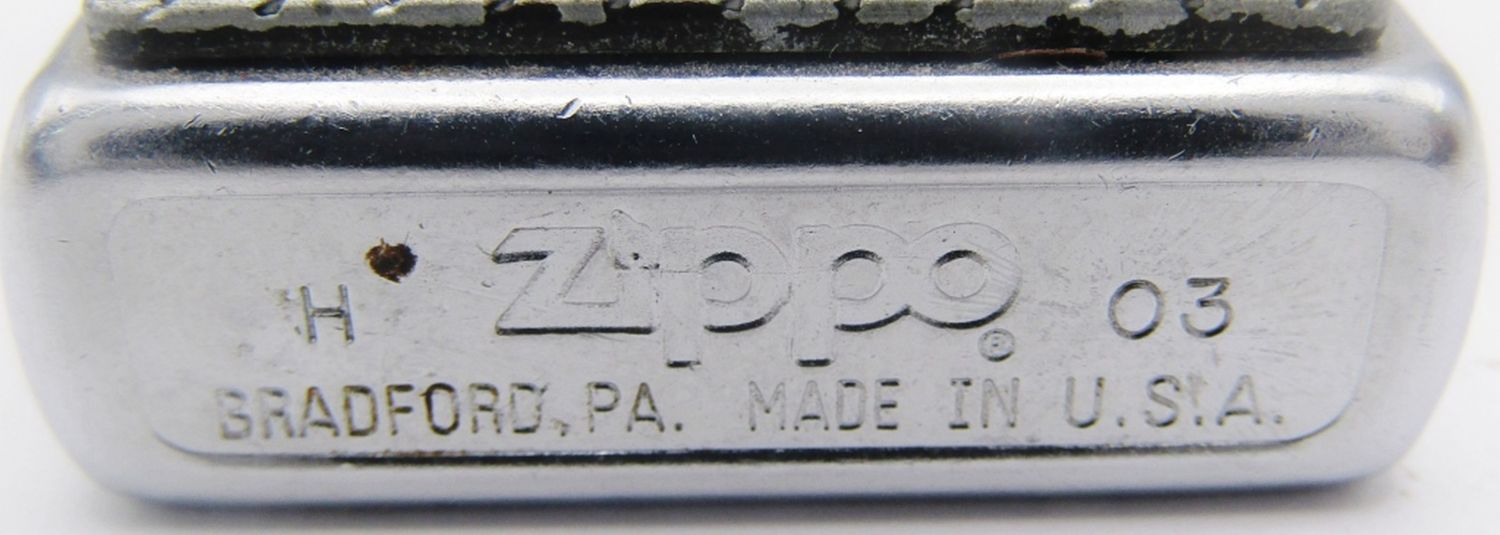 H Zippo® 03
BRADFORD, PA. MADE IN U.S.A.